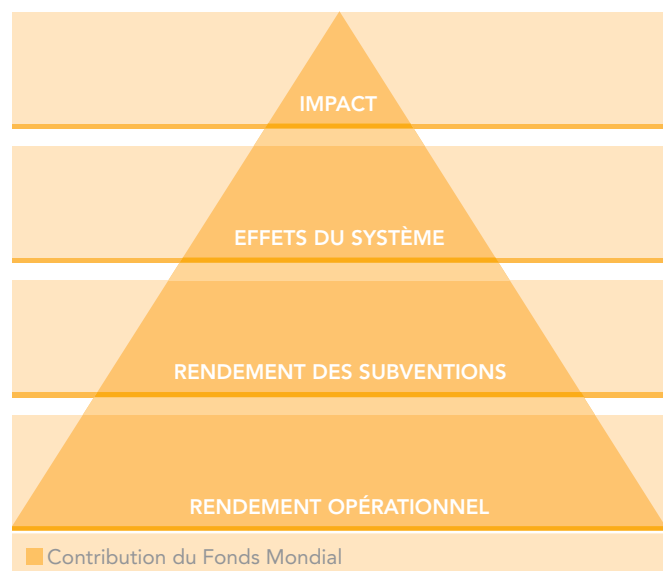 IMPACT
EFFETS DU SYSTÈME
RENDEMENT DES SUBVENTIONS
RENDEMENT OPÉRATIONNEL
Contribution du Fonds Mondial